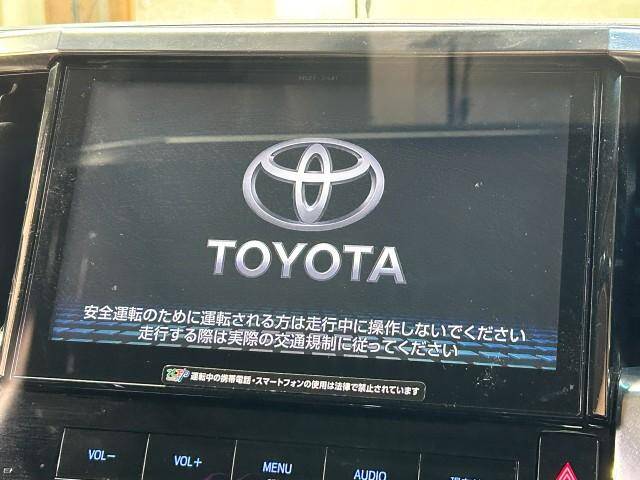 TOYOTA
安全運転のために運転される方は走行中に操作しないでください
走行する際は実際の交通規制に従ってください
運転中の携帯電話・スマートフォンの使用は法律で禁止されています
VOL−
VOL+
MENU
AUDIO